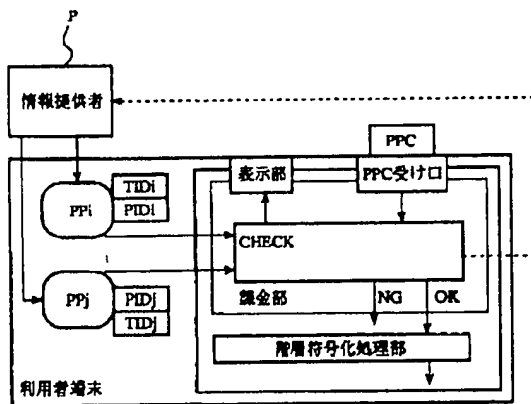 P
情報提供者
PPC
表示部
PPC受け口
TIDi
PPi
PIDi
CHECK
PPj
PIDj
TIDj
課金部
NG
OK
階層符号化処理部
利用者端末